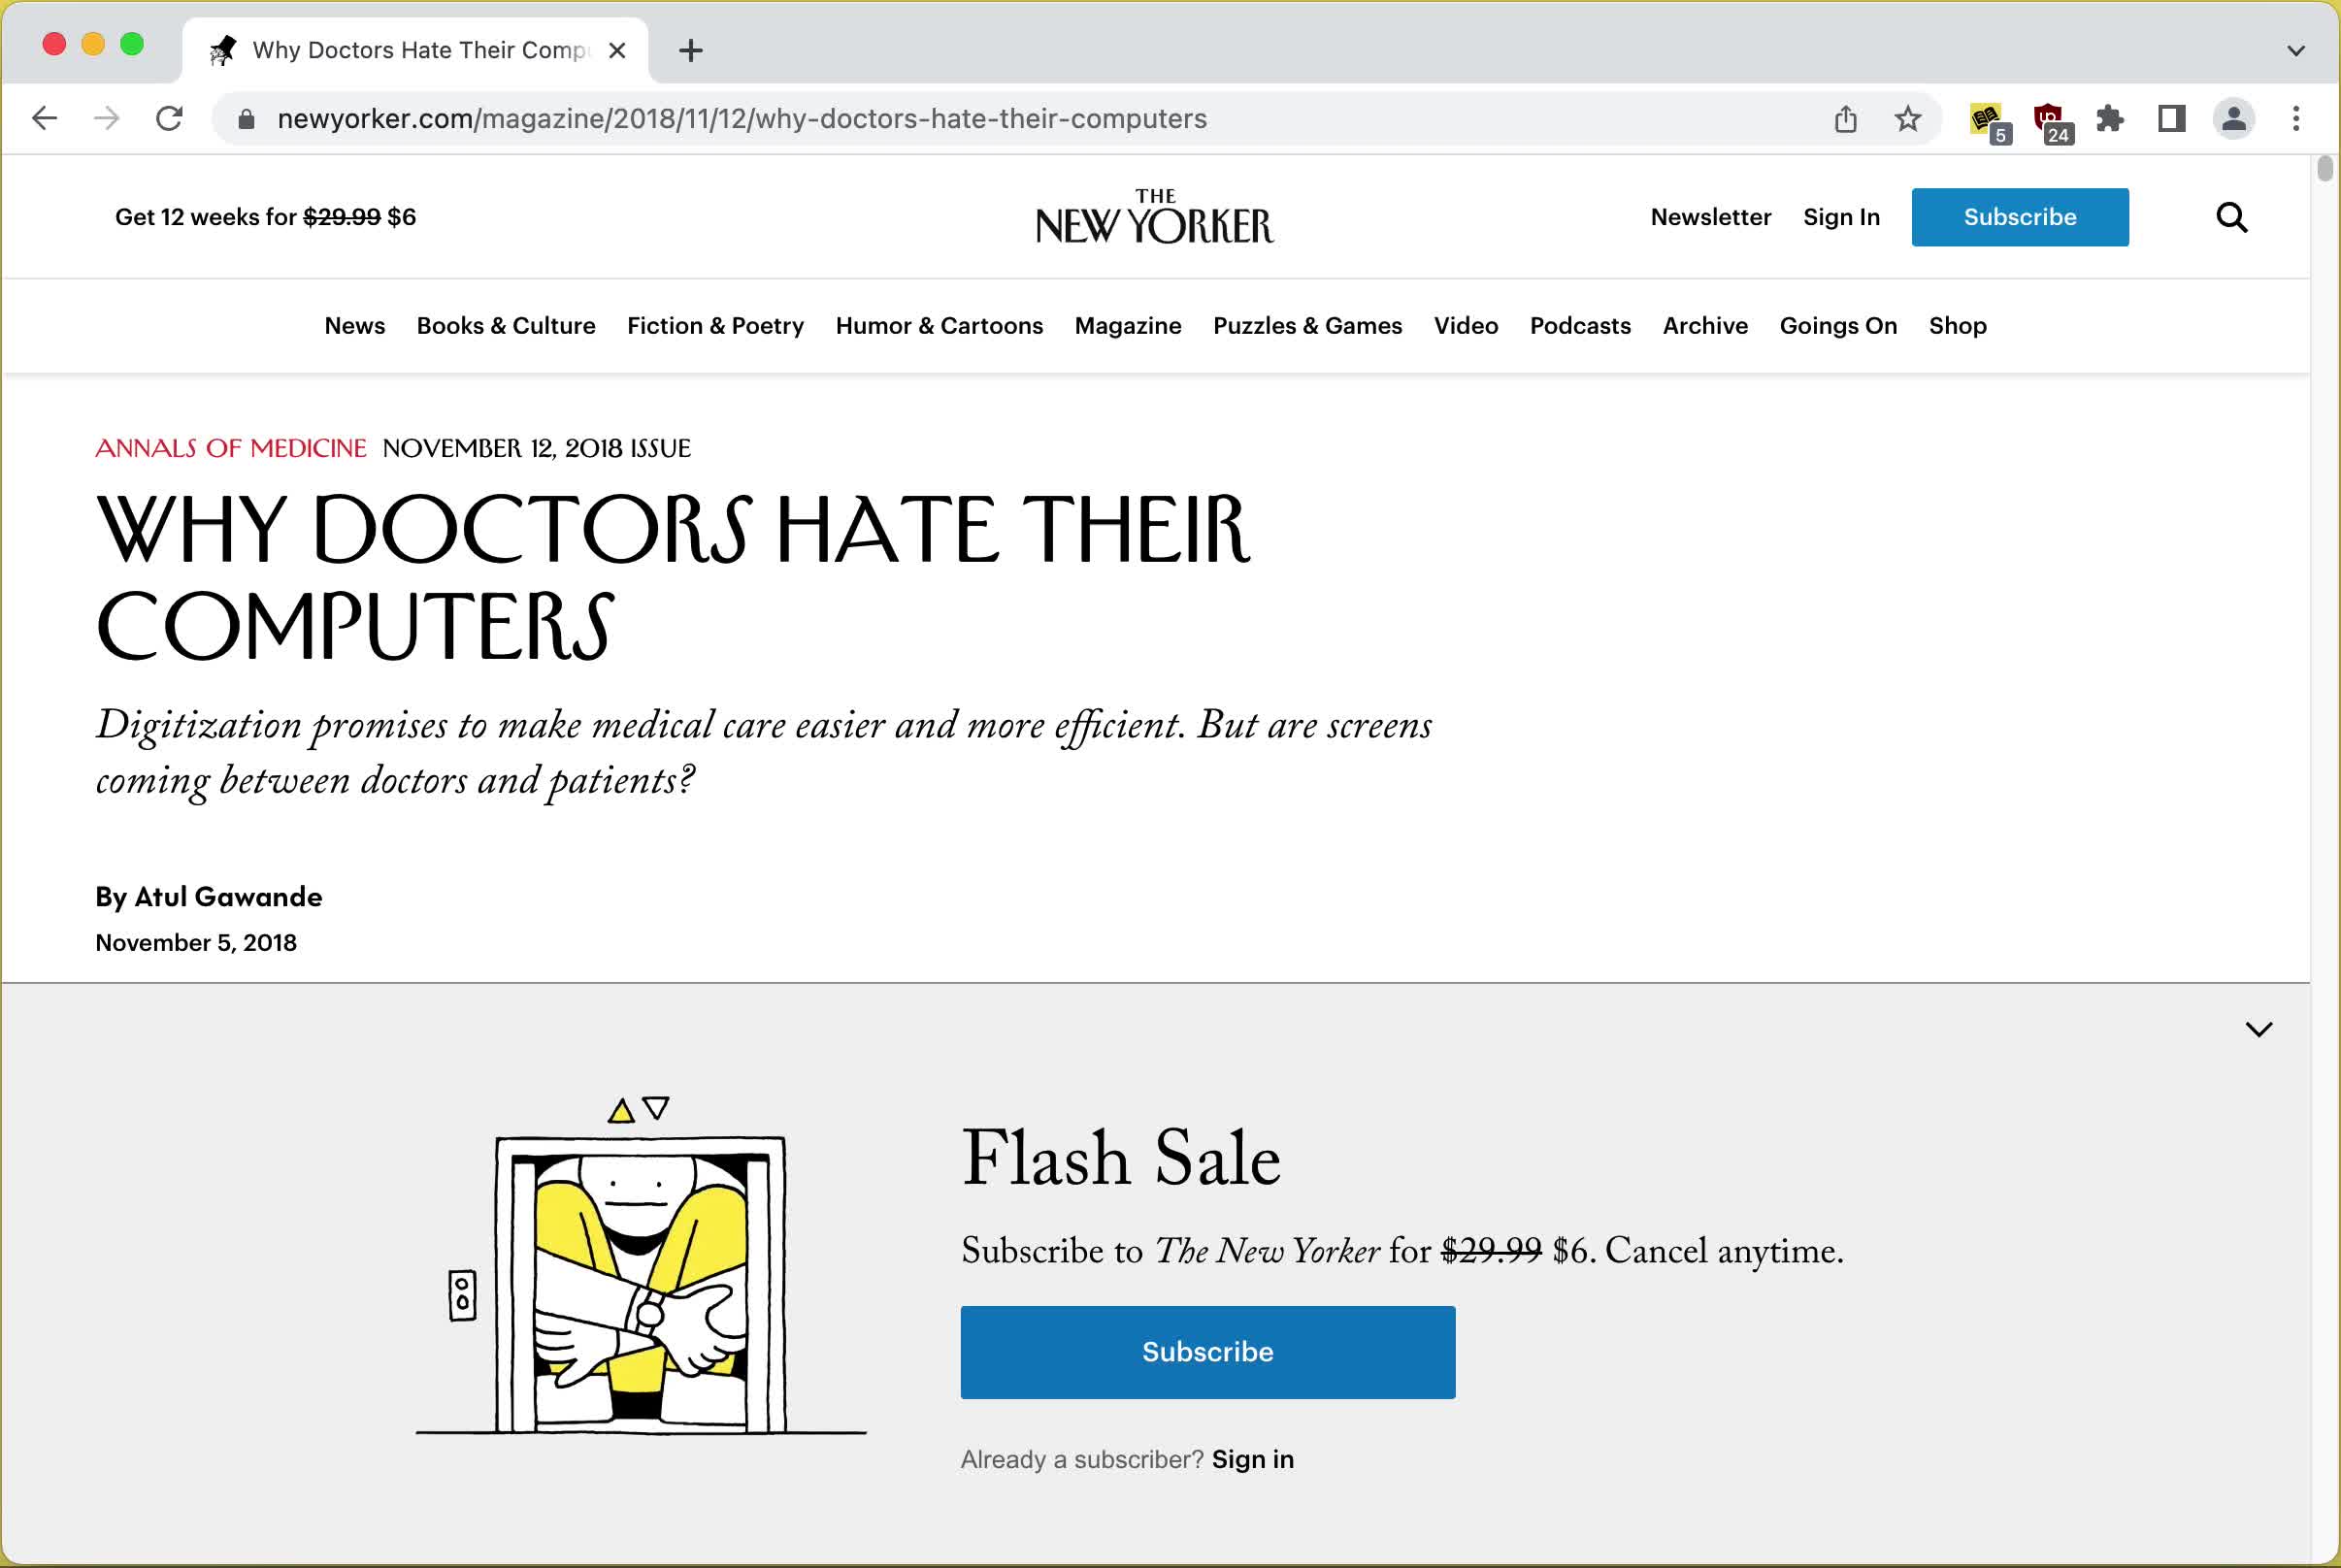 Why Doctors Hate Their Comp
newyorker.com/magazine/2018/11/12/why-doctors-hate-their-computers
5
24
Get 12 weeks for $29.99 $6
THE
NEW YORKER
Newsletter
Sign In
Subscribe
News
Books & Culture
Fiction & Poetry
Humor & Cartoons
Magazine
Puzzles & Games
Video
Podcasts
Archive
Goings On
Shop
ANNALS OF MEDICINE NOVEMBER 12, 2018 ISSUE
WHY DOCTORS HATE THEIR
COMPUTERS
Digitization promises to make medical care easier and more efficient. But are screens
coming between doctors and patients?
By Atul Gawande
November 5, 2018
Flash Sale
Subscribe to The New Yorker for $29.99 $6. Cancel anytime.
Subscribe
Already a subscriber? Sign in